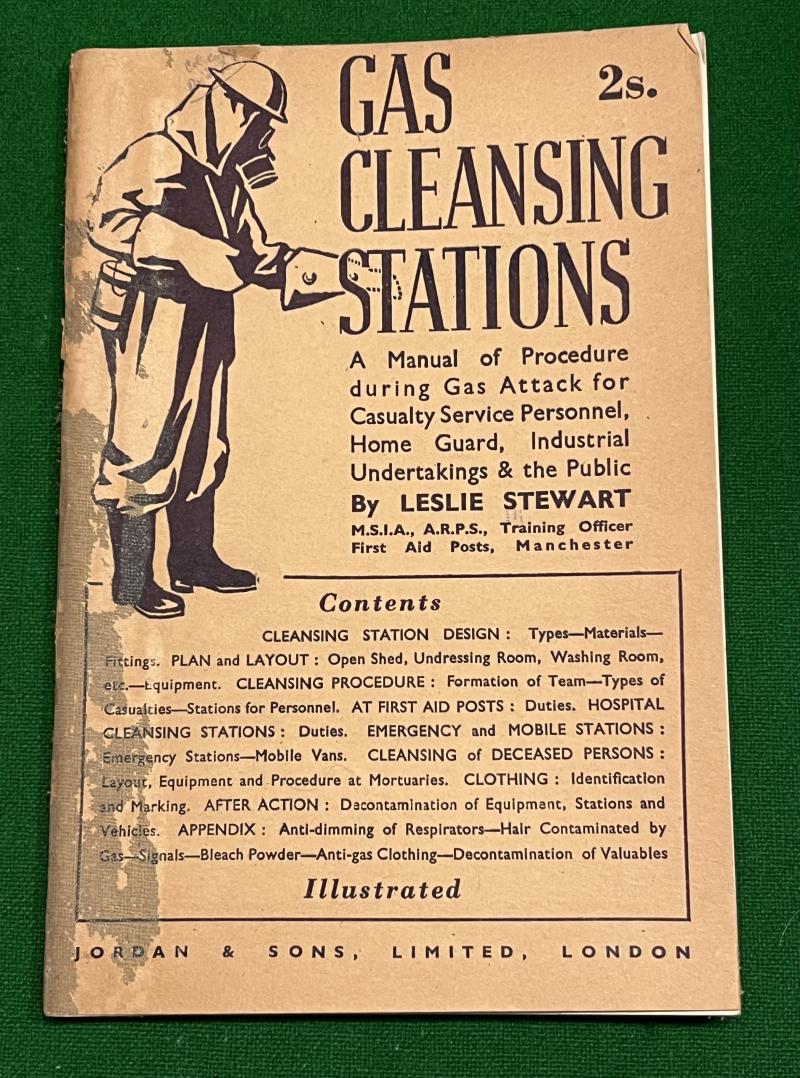 GAS
2s.
CLEANSING
STATIONS
A Manual of Procedure
during Gas Attack for
Casualty Service Personnel,
Home Guard, Industrial
Undertakings & the Public
By LESLIE STEWART
M.S.I.A., A.R.P.S., Training Officer
First Aid Posts, Manchester
Contents
CLEANSING STATION DESIGN : Types—Materials—
Fittings. PLAN and LAYOUT : Open Shed, Undressing Room, Washing Room,
etc.—Equipment. CLEANSING PROCEDURE : Formation of Team—Types of
Casualties—Stations for Personnel. AT FIRST AID POSTS : Duties. HOSPITAL
CLEANSING STATIONS : Duties. EMERGENCY and MOBILE STATIONS :
Emergency Stations—Mobile Vans. CLEANSING of DECEASED PERSONS :
Layout, Equipment and Procedure at Mortuaries. CLOTHING : Identification
and Marking. AFTER ACTION : Decontamination of Equipment, Stations and
Vehicles. APPENDIX : Anti-dimming of Respirators—Hair Contaminated by
Gas—Signals—Bleach Powder—Anti-gas Clothing—Decontamination of Valuables
Illustrated
JORDAN & SONS, LIMITED, LONDON